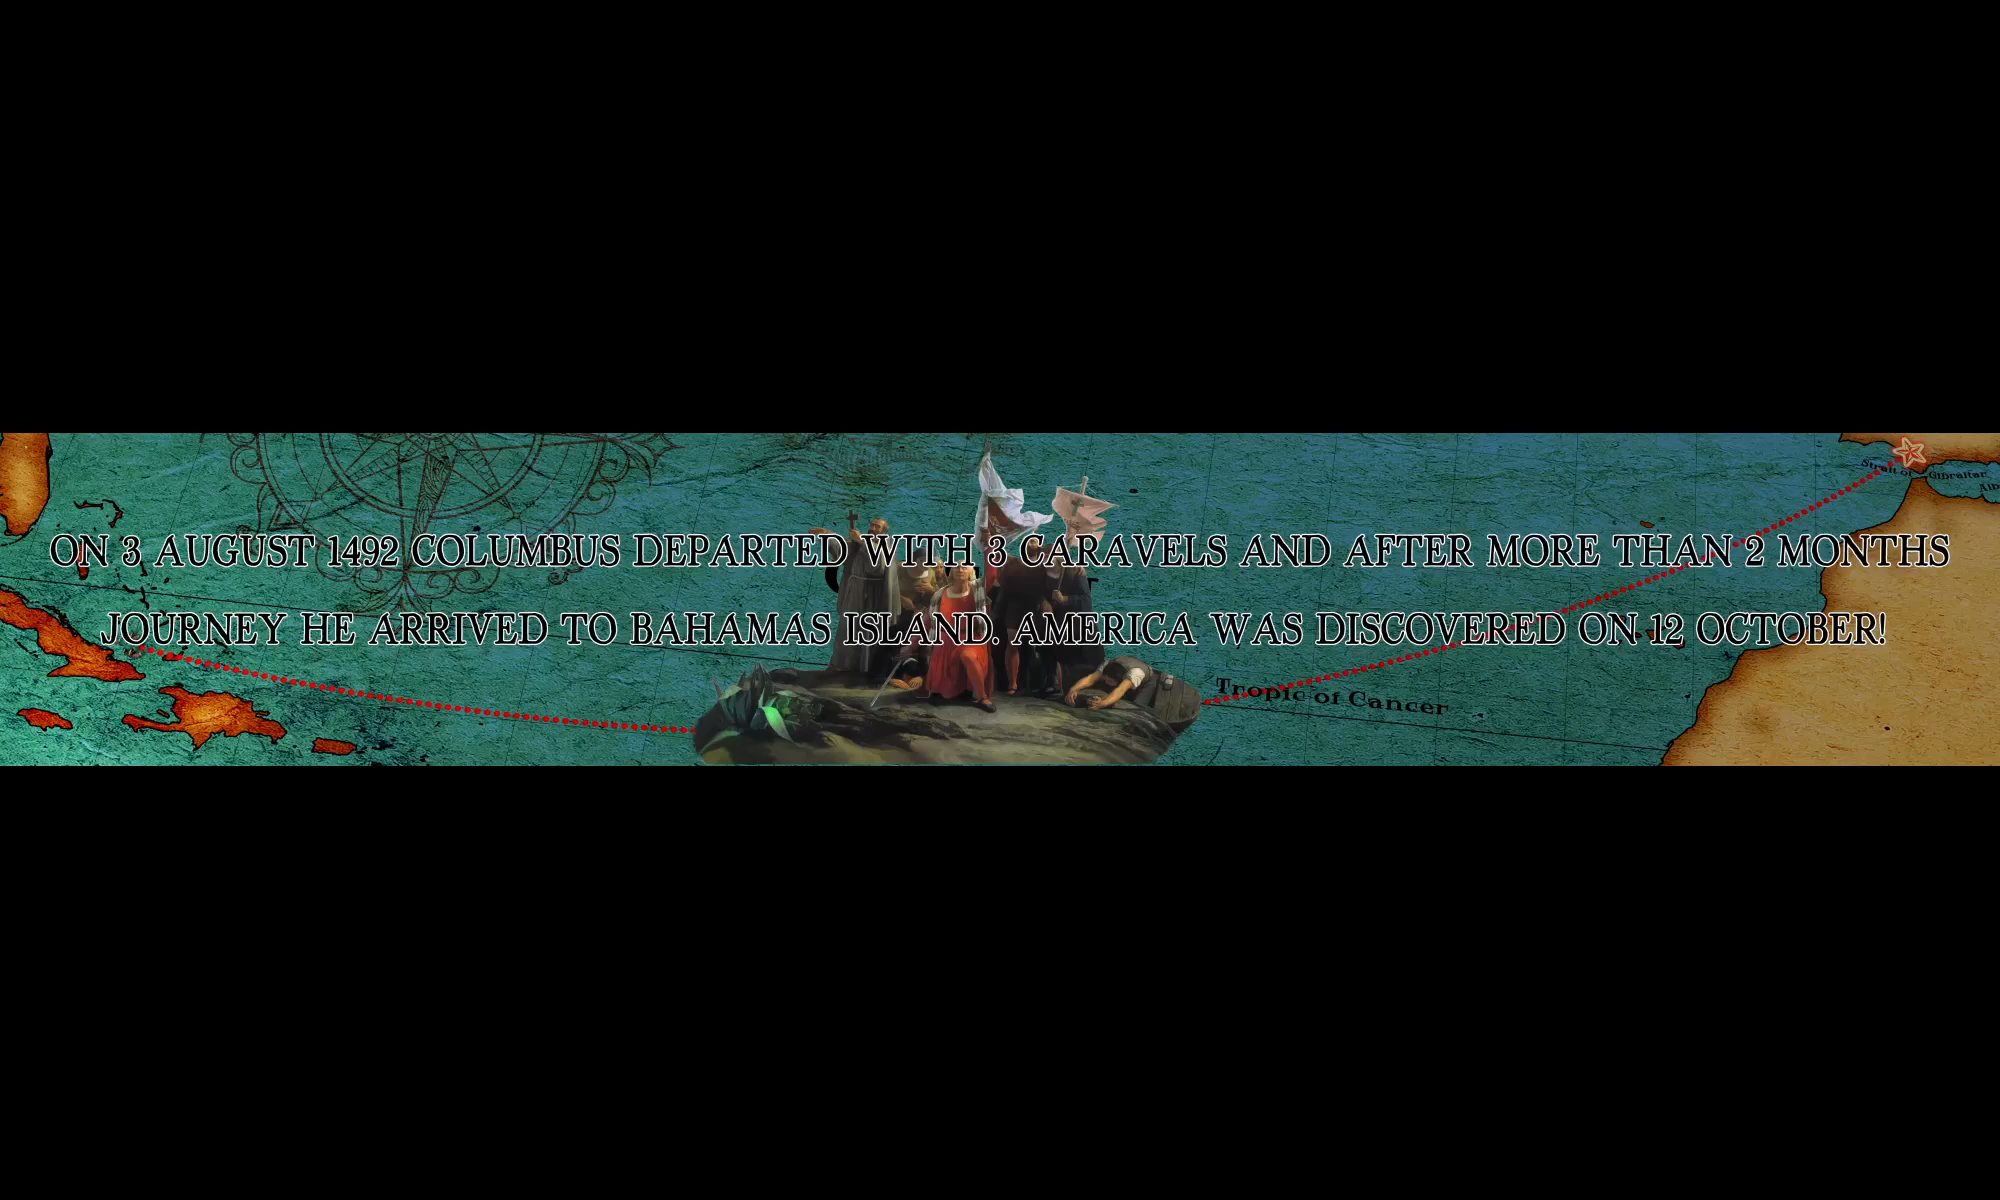 Strait of Gibraltar
ON 3 AUGUST 1492 COLUMBUS DEPARTED WITH 3 CARAVELS AND AFTER MORE THAN 2 MONTHS
JOURNEY HE ARRIVED TO BAHAMAS ISLAND. AMERICA WAS DISCOVERED ON 12 OCTOBER!
Tropic of Cancer